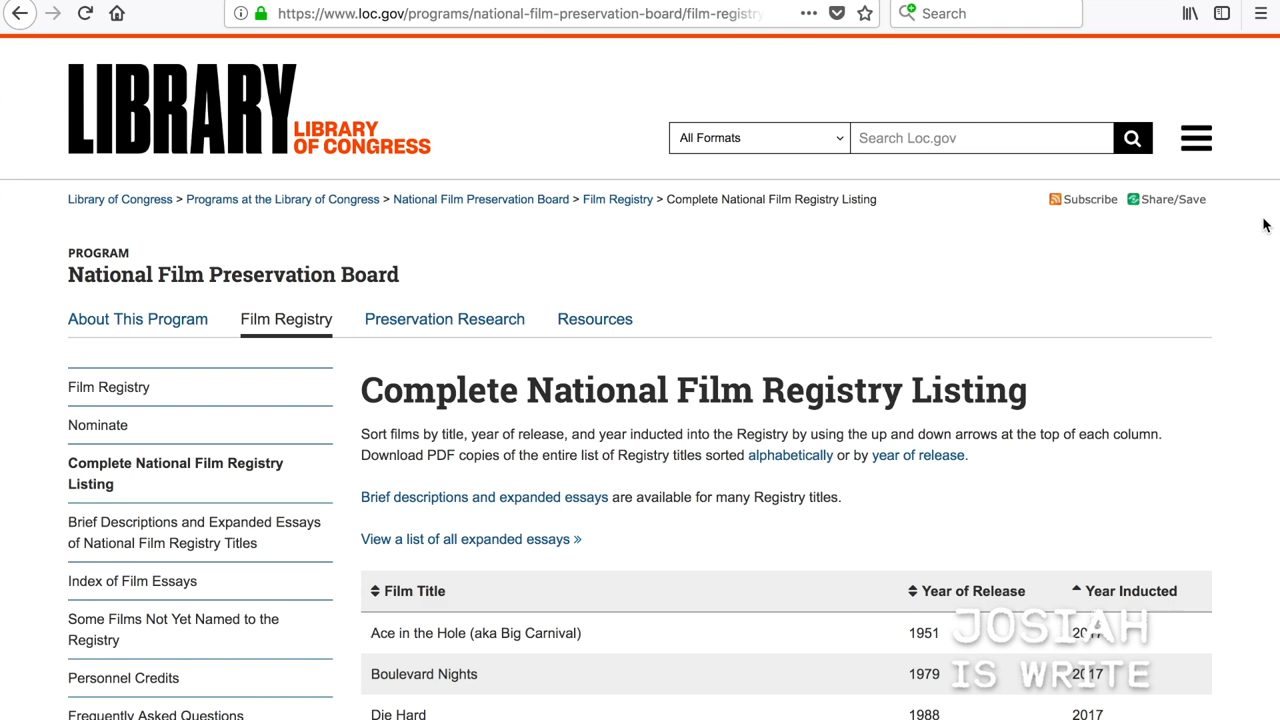 https://www.loc.gov/programs/national-film-preservation-board/film-registry
Search
LIBRARY
LIBRARY
OF CONGRESS
All Formats
Search Loc.gov
Library of Congress > Programs at the Library of Congress > National Film Preservation Board > Film Registry > Complete National Film Registry Listing
Subscribe
Share/Save
PROGRAM
National Film Preservation Board
About This Program
Film Registry
Preservation Research
Resources
Film Registry
Nominate
Complete National Film Registry
Listing
Brief Descriptions and Expanded Essays
of National Film Registry Titles
Index of Film Essays
Some Films Not Yet Named to the
Registry
Personnel Credits
Frequently Asked Questions
Complete National Film Registry Listing
Sort films by title, year of release, and year inducted into the Registry by using the up and down arrows at the top of each column.
Download PDF copies of the entire list of Registry titles sorted alphabetically or by year of release.
Brief descriptions and expanded essays are available for many Registry titles.
View a list of all expanded essays »
Film Title Year of Release Year Inducted
Ace in the Hole (aka Big Carnival) 1951 2017
Boulevard Nights 1979 2017
Die Hard 1988 2017
JOSIAH
IS WRITE